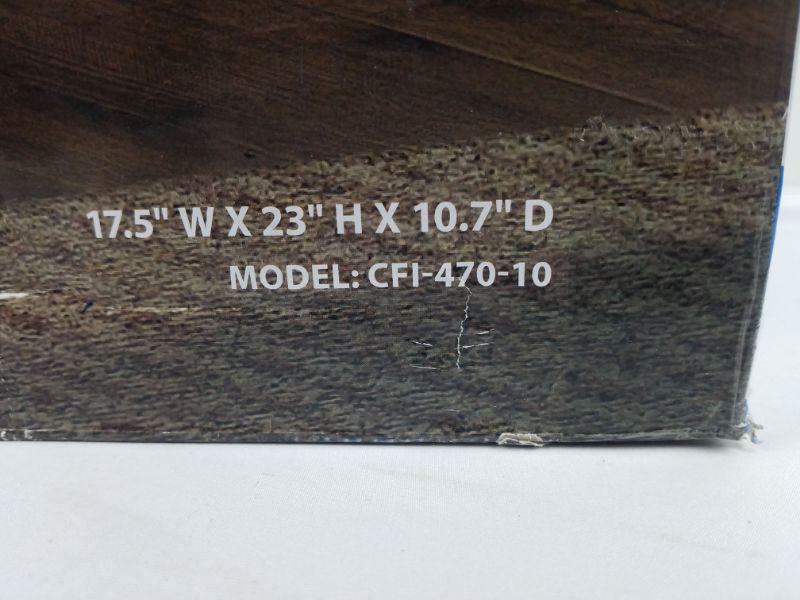 17.5" W X 23" H X 10.7" D
MODEL: CFI-470-10